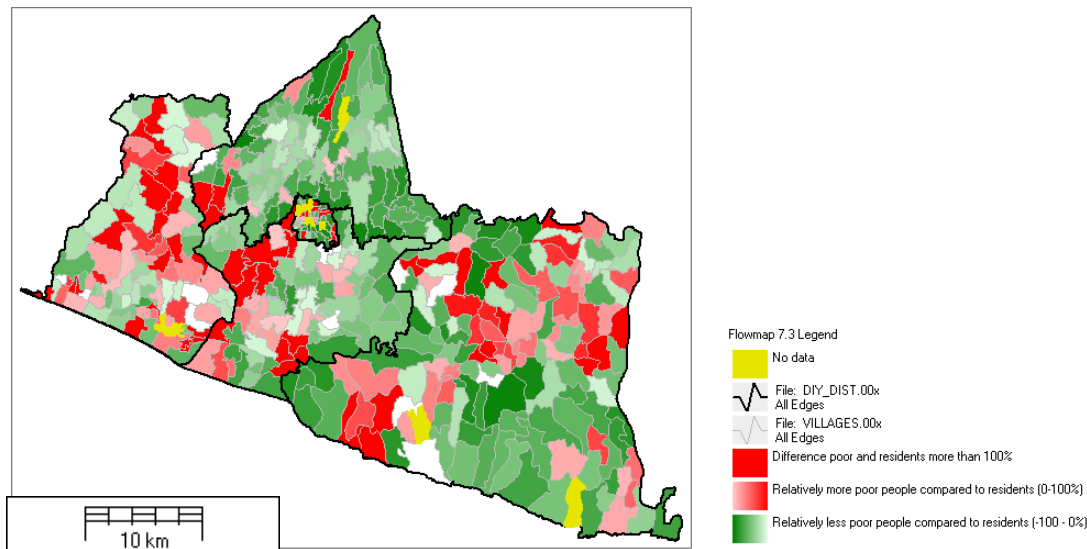 Flowmap 7.3 Legend
No data
File: DIY_DIST.00x
All Edges
File: VILLAGES.00x
All Edges
Difference poor and residents more than 100%
Relatively more poor people compared to residents (0-100%)
Relatively less poor people compared to residents (-100 - 0%)
10 km